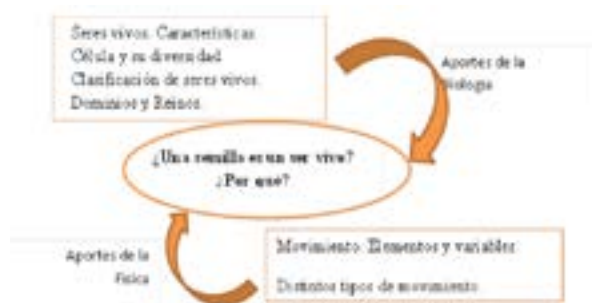 Seres vivos. Características
Célula y su diversidad
Clasificación de seres vivos.
Dominios y Reinos.
Aportes de la
Biología
¿Una semilla es un ser vivo?
¿Por qué?
Aportes de la
Física
Movimiento. Elementos y variables
Distintos tipos de movimiento